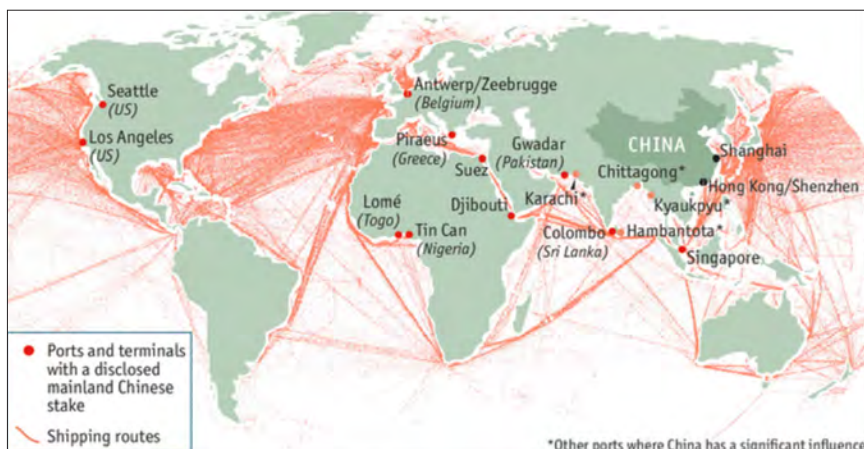 Seattle
(US)
Los Angeles
(US)
Antwerp/Zeebrugge
(Belgium)
Piraeus
(Greece)
Suez
Gwadar
(Pakistan)
CHINA
Shanghai
Chittagong*
Karachi*
Hong Kong/Shenzhen
Kyaukpyu*
Lomé
(Togo)
Tin Can
(Nigeria)
Djibouti
Colombo
(Sri Lanka)
Hambantota*
Singapore
Ports and terminals
with a disclosed
mainland Chinese
stake
Shipping routes
*Other ports where China has a significant influence